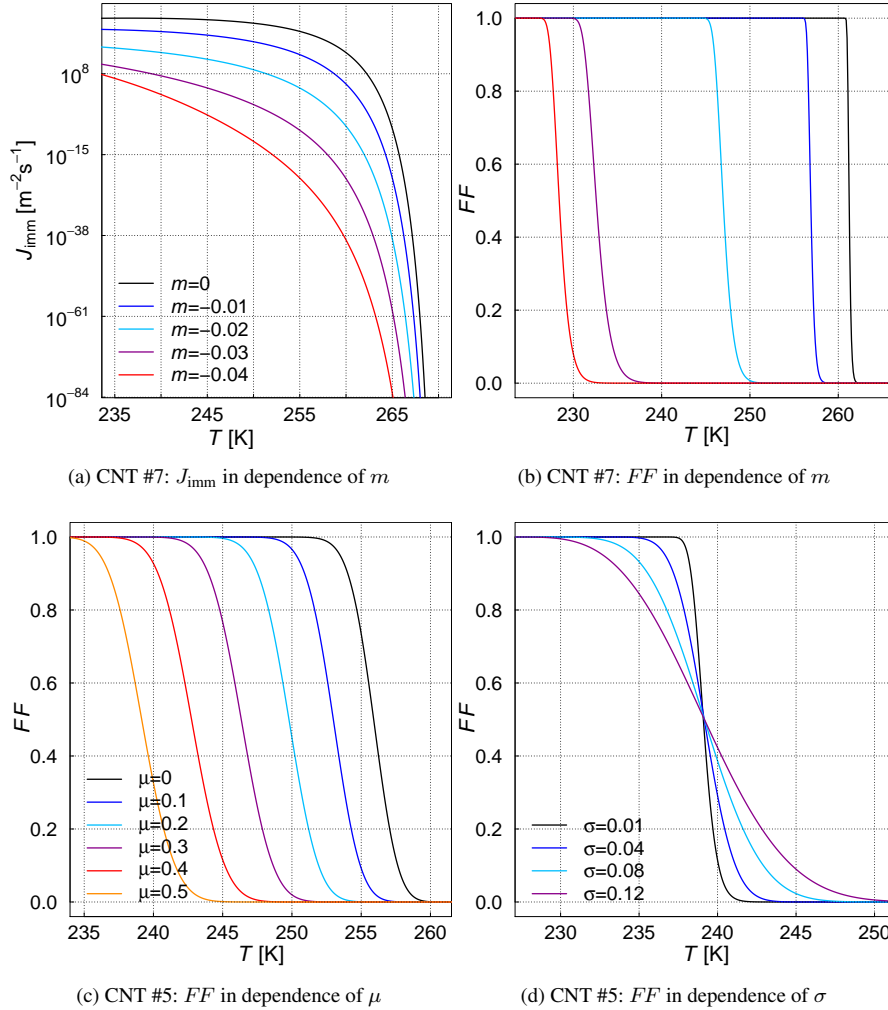 10⁸
10⁻¹⁵
10⁻³⁸
10⁻⁶¹
10⁻⁸⁴
J_imm [m⁻²s⁻¹]
m=0
m=−0.01
m=−0.02
m=−0.03
m=−0.04
235 245 255 265
T [K]
(a) CNT #7: J_imm in dependence of m
1.0
0.8
0.6
0.4
0.2
0.0
FF
230 240 250 260
T [K]
(b) CNT #7: FF in dependence of m
1.0
0.8
0.6
0.4
0.2
0.0
FF
μ=0
μ=0.1
μ=0.2
μ=0.3
μ=0.4
μ=0.5
235 240 245 250 255 260
T [K]
(c) CNT #5: FF in dependence of μ
1.0
0.8
0.6
0.4
0.2
0.0
FF
σ=0.01
σ=0.04
σ=0.08
σ=0.12
230 235 240 245 250
T [K]
(d) CNT #5: FF in dependence of σ